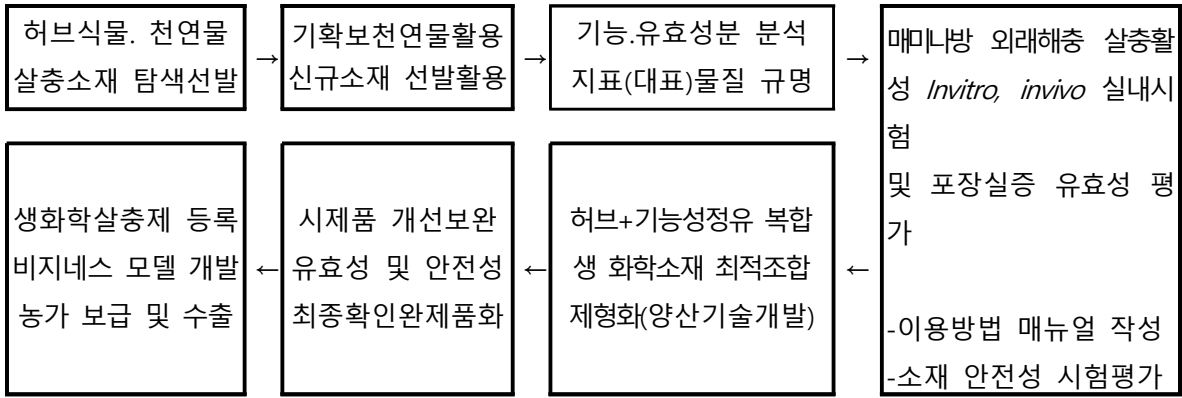 허브식물. 천연물
살충소재 탐색선발
→
기확보천연물활용
신규소재 선발활용
→
기능.유효성분 분석
지표(대표)물질 규명
→
매미나방 외래해충 살충활
성 Invitro, invivo 실내시
험
및 포장실증 유효성 평
가
-이용방법 매뉴얼 작성
-소재 안전성 시험평가
←
허브+기능성정유 복합
생 화학소재 최적조합
제형화(양산기술개발)
←
시제품 개선보완
유효성 및 안전성
최종확인완제품화
←
생화학살충제 등록
비지네스 모델 개발
농가 보급 및 수출